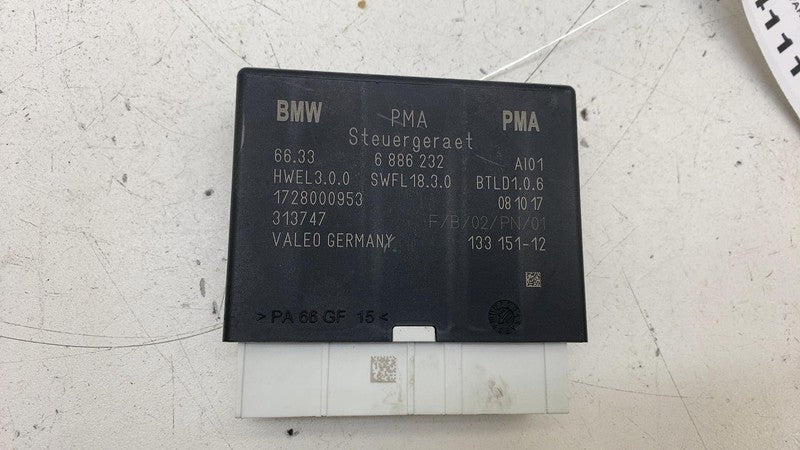 BMW PMA PMA
Steuergeraet
66.33 6 886 232 AI01
HWEL3.0.0 SWFL18.3.0 BTLD1.0.6
1728000953 08 10 17
313747 F/B/02/PN/01
VALEO GERMANY 133 151-12
> PA 66 GF 15 <